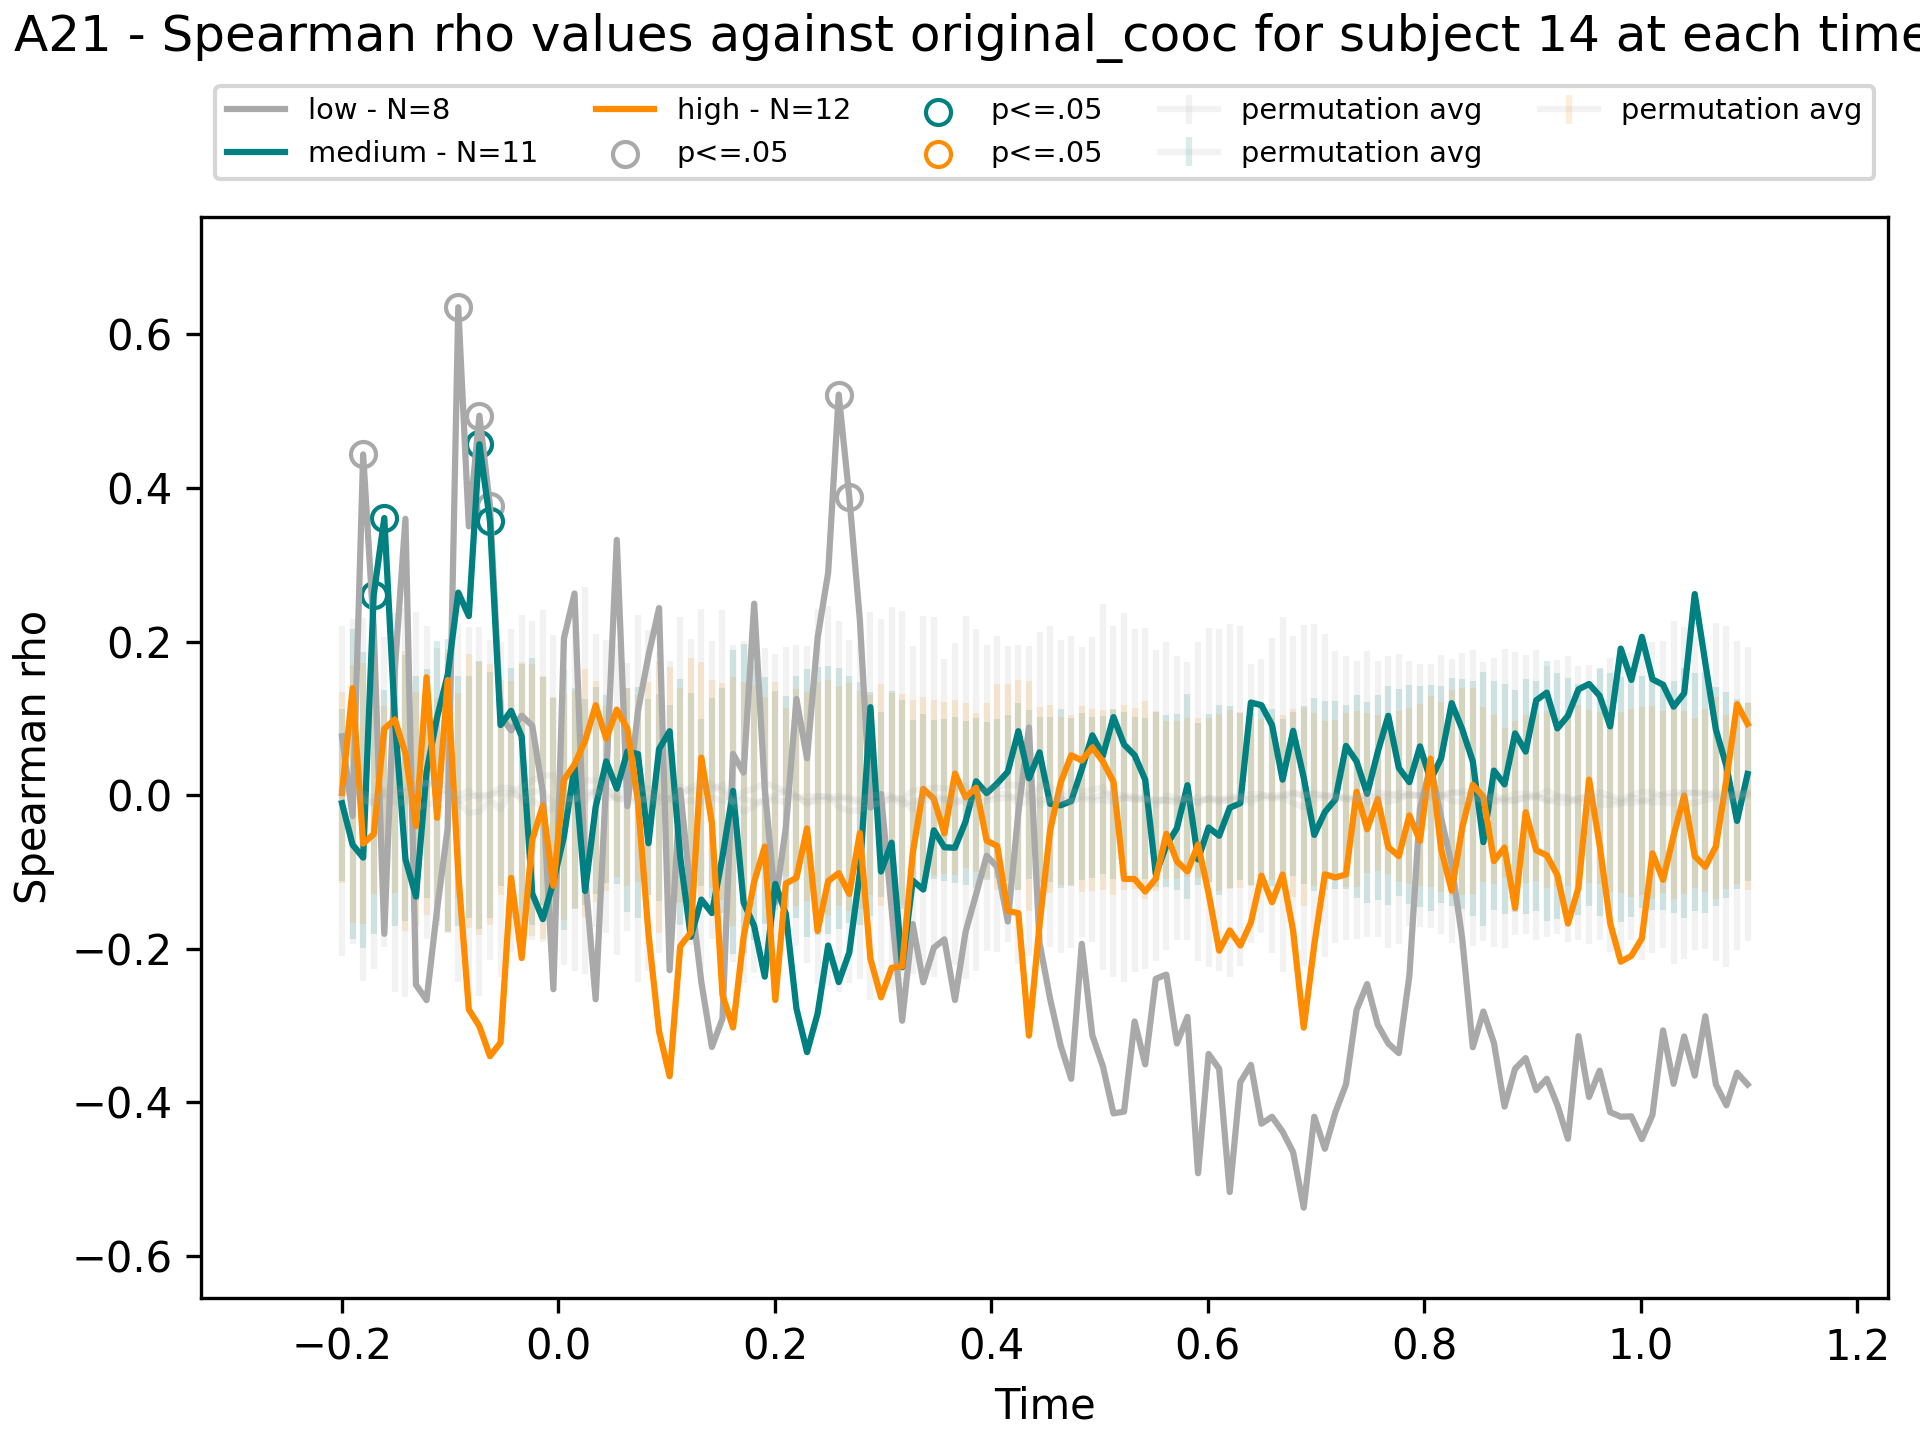 A21 - Spearman rho values against original_cooc for subject 14 at each time
low - N=8
medium - N=11
high - N=12
p<=.05
p<=.05
p<=.05
permutation avg
permutation avg
permutation avg
Spearman rho
0.6
0.4
0.2
0.0
−0.2
−0.4
−0.6
−0.2 0.0 0.2 0.4 0.6 0.8 1.0 1.2
Time